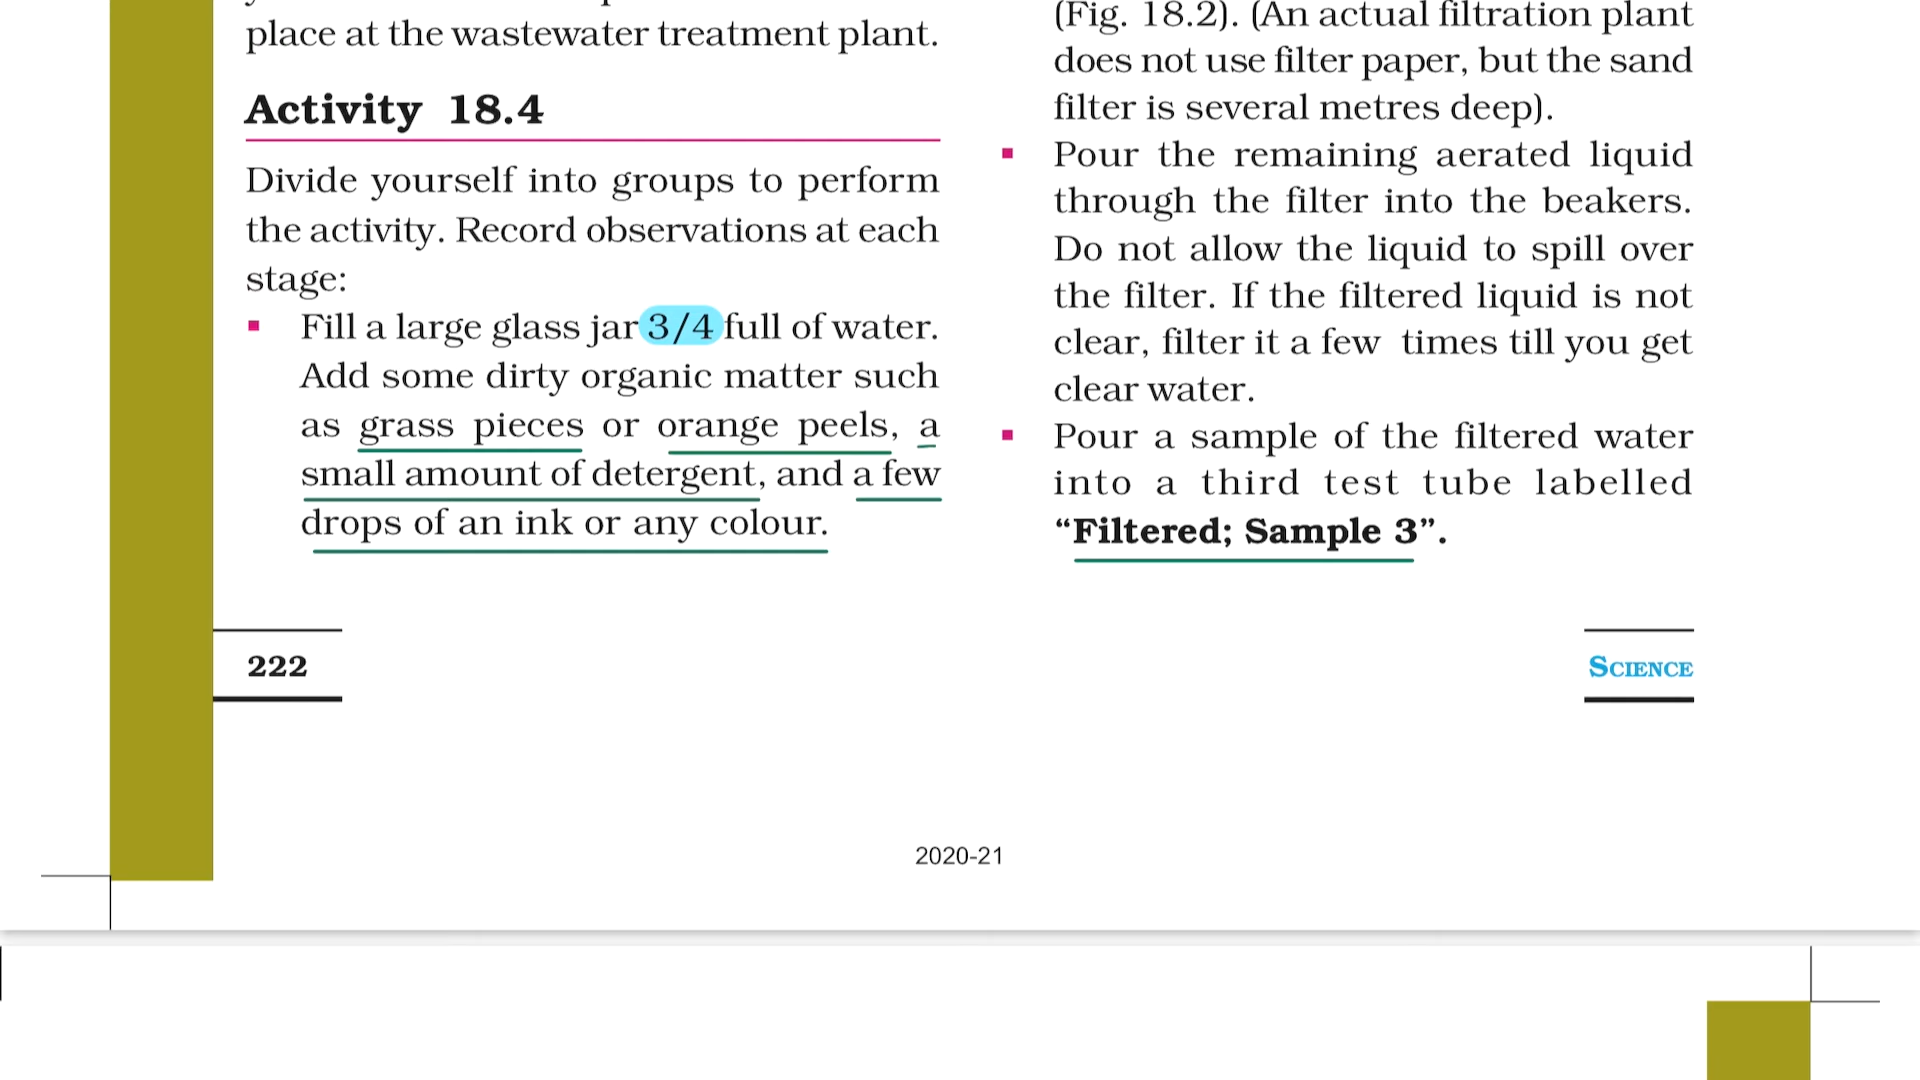 place at the wastewater treatment plant.
Activity 18.4
Divide yourself into groups to perform
the activity. Record observations at each
stage:
Fill a large glass jar 3/4 full of water.
Add some dirty organic matter such
as grass pieces or orange peels, a
small amount of detergent, and a few
drops of an ink or any colour.
(Fig. 18.2). (An actual filtration plant
does not use filter paper, but the sand
filter is several metres deep).
Pour the remaining aerated liquid
through the filter into the beakers.
Do not allow the liquid to spill over
the filter. If the filtered liquid is not
clear, filter it a few times till you get
clear water.
Pour a sample of the filtered water
into a third test tube labelled
“Filtered; Sample 3”.
222
SCIENCE
2020-21